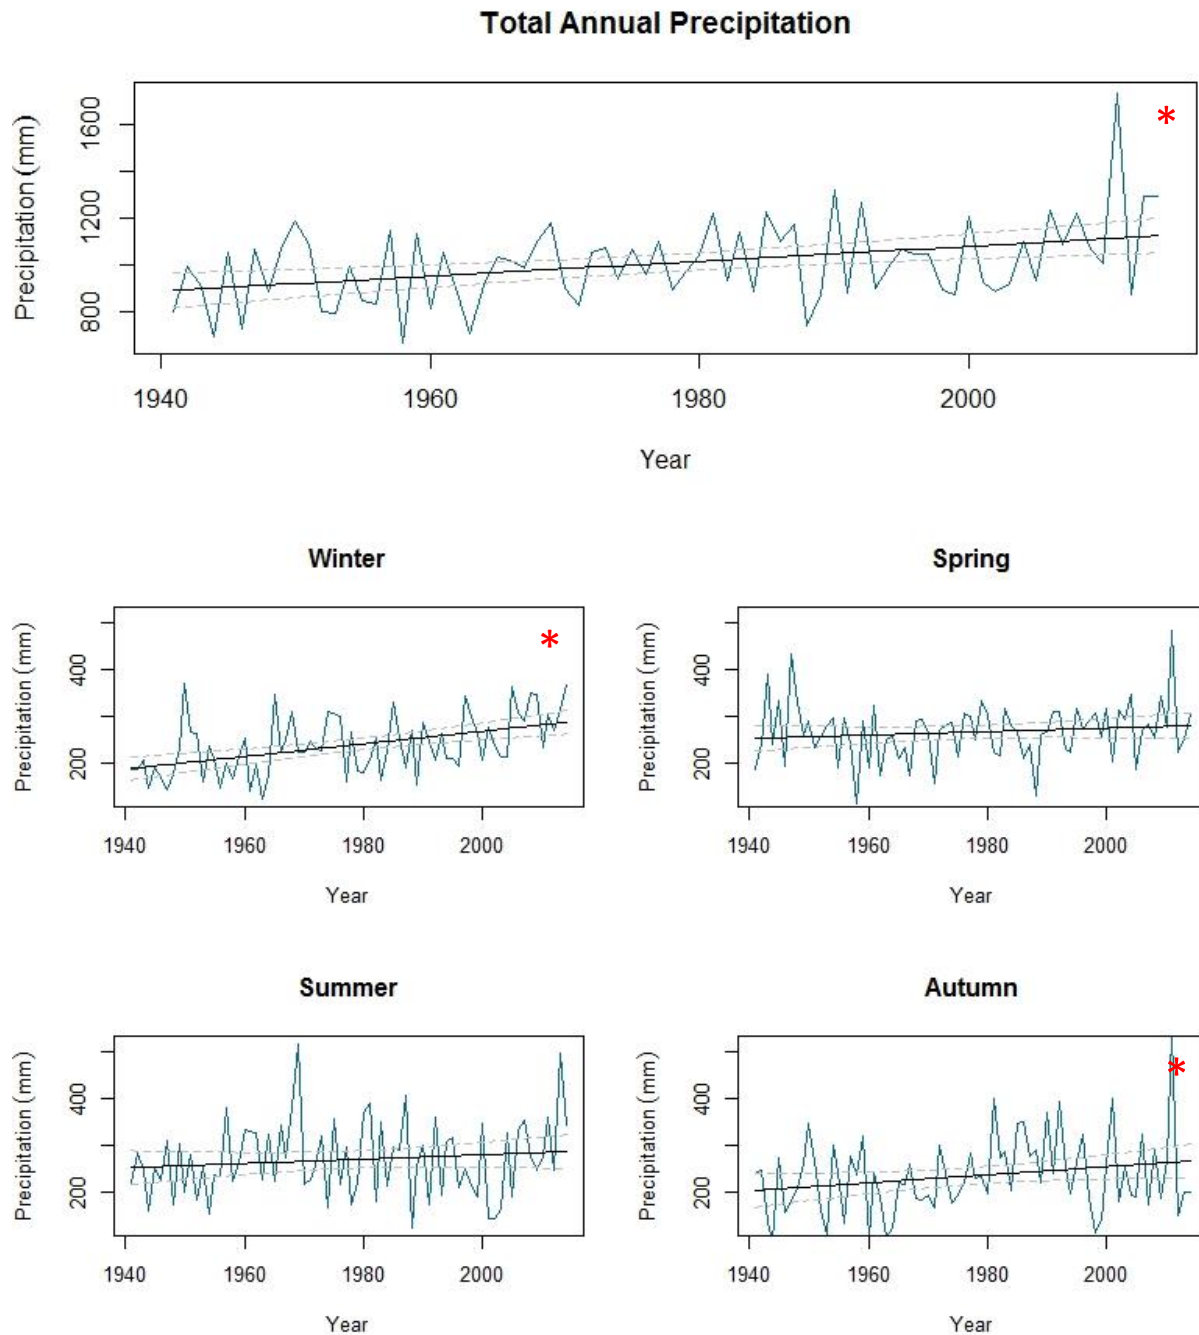 Total Annual Precipitation
Precipitation (mm)
1600
1200
800
*
1940 1960 1980 2000
Year
Winter
Precipitation (mm)
400
200
*
1940 1960 1980 2000
Year
Spring
Precipitation (mm)
400
200
1940 1960 1980 2000
Year
Summer
Precipitation (mm)
400
200
1940 1960 1980 2000
Year
Autumn
Precipitation (mm)
400
200
*
1940 1960 1980 2000
Year